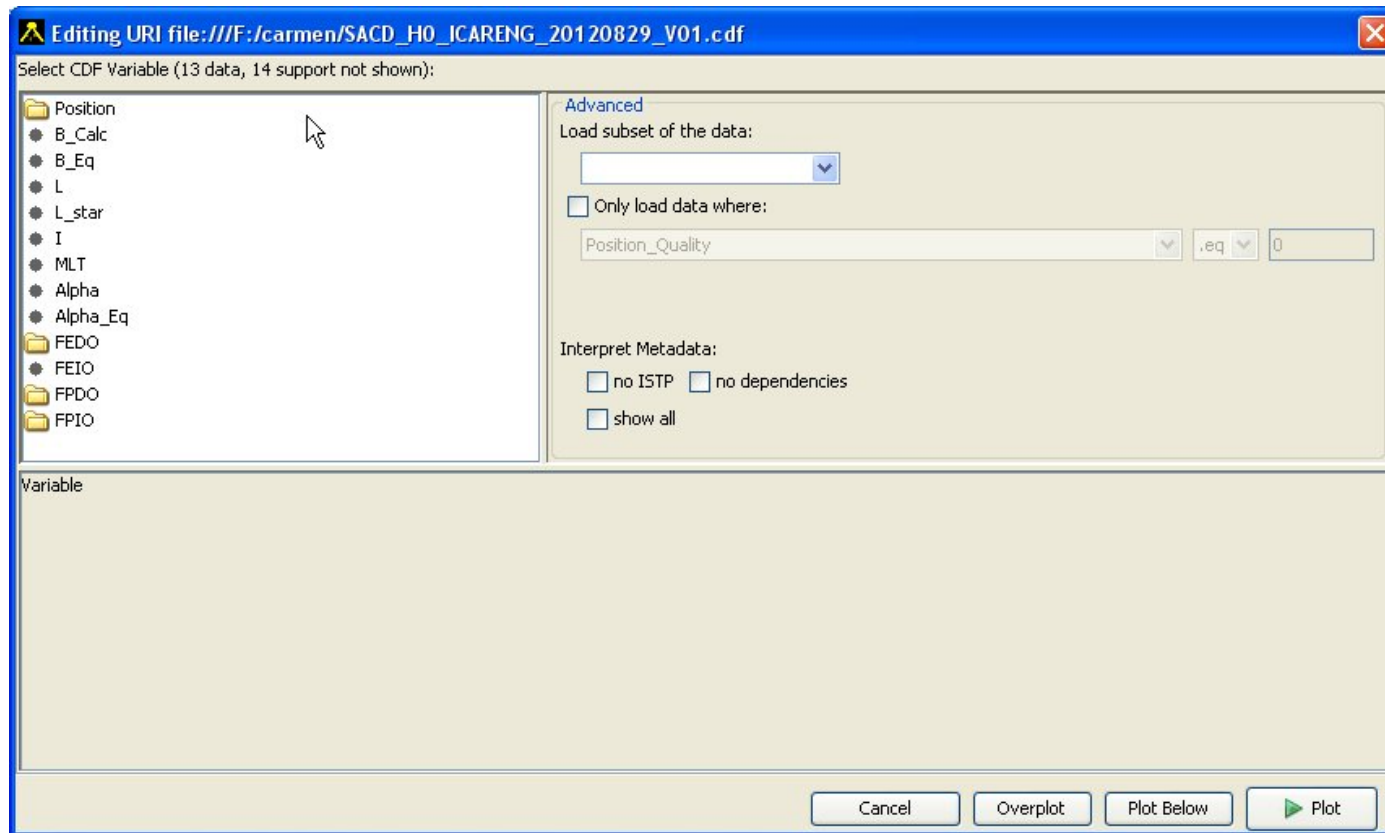 Editing URI file:///F:/carmen/SACD_H0_ICARENG_20120829_V01.cdf
Select CDF Variable (13 data, 14 support not shown):
Position
B_Calc
B_Eq
L
L_star
I
MLT
Alpha
Alpha_Eq
FEDO
FEIO
FPDO
FPIO
Advanced
Load subset of the data:
Only load data where:
Position_Quality .eq 0
Interpret Metadata:
no ISTP no dependencies
show all
Variable
Cancel Overplot Plot Below Plot